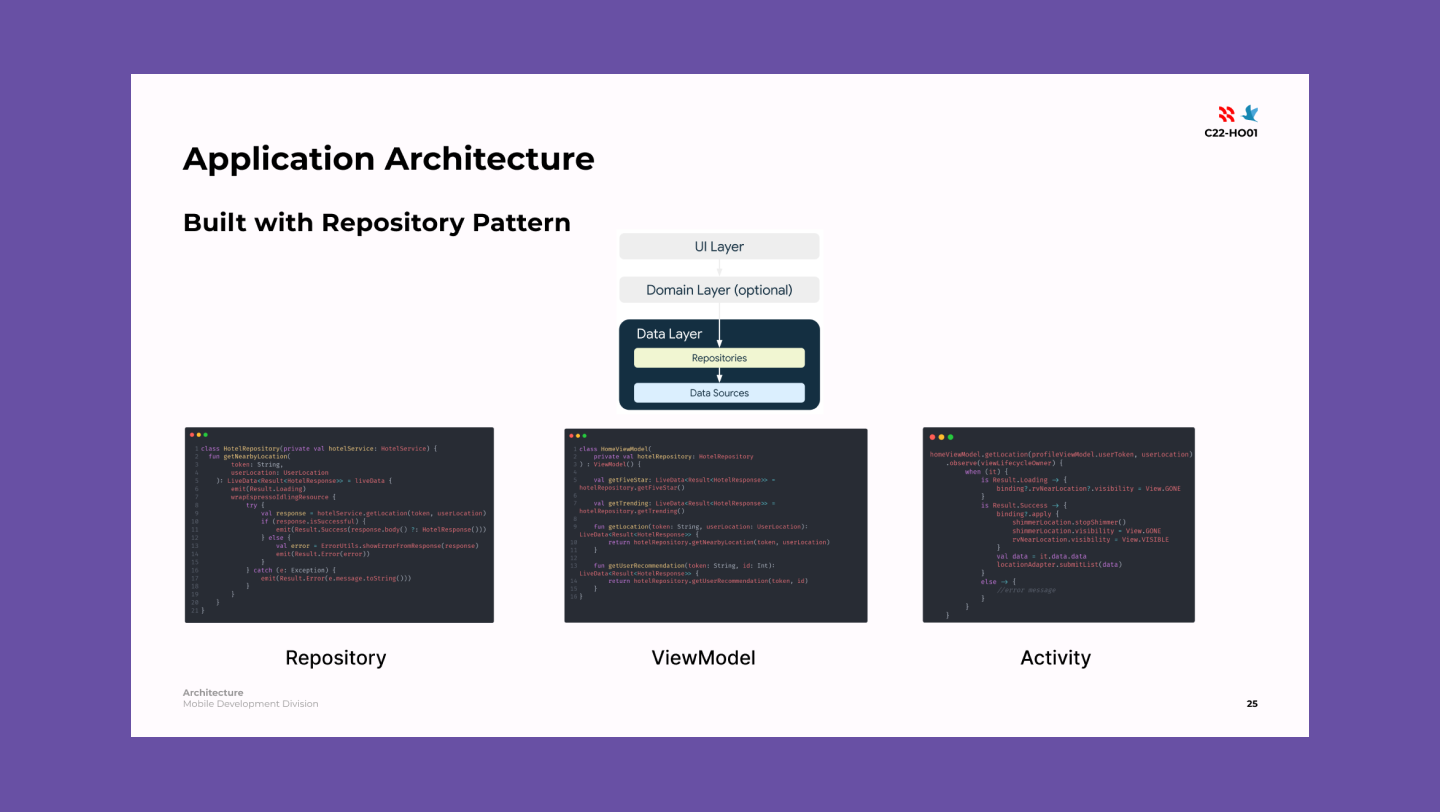 C22-HO01
Application Architecture
Built with Repository Pattern
UI Layer
Domain Layer (optional)
Data Layer
Repositories
Data Sources
1 class HotelRepository(private val hotelService: HotelService) {
2 fun getNearbyLocation(
3 token: String,
4 userLocation: UserLocation
5 ): LiveData<Result<HotelResponse>> = liveData {
6 emit(Result.Loading)
7 wrapEspressoIdlingResource {
8 try {
9 val response = hotelService.getLocation(token, userLocation)
10 if (response.isSuccessful) {
11 emit(Result.Success(response.body() ?: HotelResponse()))
12 } else {
13 val error = ErrorUtils.showErrorFromResponse(response)
14 emit(Result.Error(error))
15 }
16 } catch (e: Exception) {
17 emit(Result.Error(e.message.toString()))
18 }
19 }
20 }
21 }
1 class HomeViewModel(
2 private val hotelRepository: HotelRepository
3 ) : ViewModel() {
4
5 val getFiveStar: LiveData<Result<HotelResponse>> =
hotelRepository.getFiveStar()
6
7 val getTrending: LiveData<Result<HotelResponse>> =
hotelRepository.getTrending()
8
9 fun getLocation(token: String, userLocation: UserLocation):
LiveData<Result<HotelResponse>> {
10 return hotelRepository.getNearbyLocation(token, userLocation)
11 }
12
13 fun getUserRecommendation(token: String, id: Int):
LiveData<Result<HotelResponse>> {
14 return hotelRepository.getUserRecommendation(token, id)
15 }
16 }
homeViewModel.getLocation(profileViewModel.userToken, userLocation)
.observe(viewLifecycleOwner) {
when (it) {
is Result.Loading -> {
binding?.rvNearLocation?.visibility = View.GONE
}
is Result.Success -> {
binding?.apply {
shimmerLocation.stopShimmer()
shimmerLocation.visibility = View.GONE
rvNearLocation.visibility = View.VISIBLE
}
val data = it.data.data
locationAdapter.submitList(data)
}
else -> {
//error message
}
}
}
Repository
ViewModel
Activity
Architecture
Mobile Development Division
25